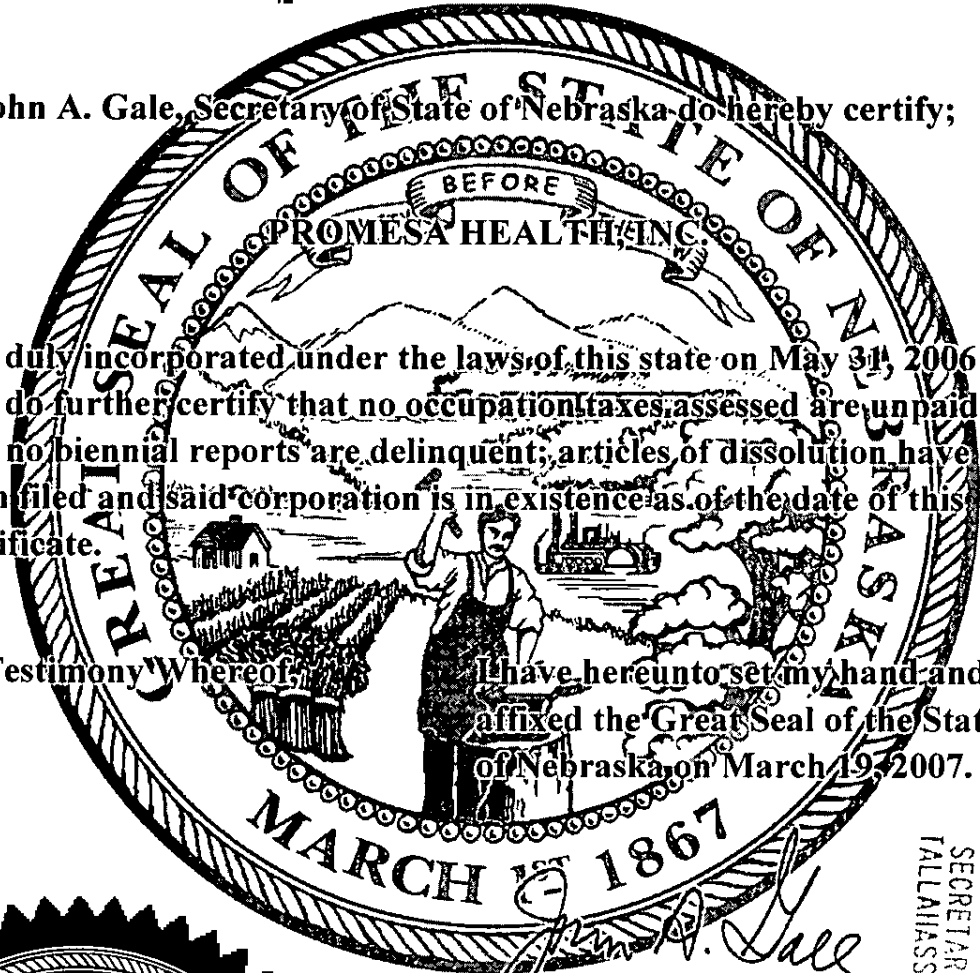 ohn A. Gale, Secretary of State of Nebraska do hereby certify;
GREAT SEAL OF THE STATE OF NEBRASKA
BEFORE
PROMESA HEALTH, INC.
duly incorporated under the laws of this state on May 31, 2006
do further certify that no occupation taxes assessed are unpaid
no biennial reports are delinquent; articles of dissolution have
n filed and said corporation is in existence as of the date of this
ificate.
Testimony Whereof,
I have hereunto set my hand and
affixed the Great Seal of the Stat
of Nebraska on March 19, 2007.
MARCH 1ST 1867
John A. Gale
SECRETAR
TALLAHASS